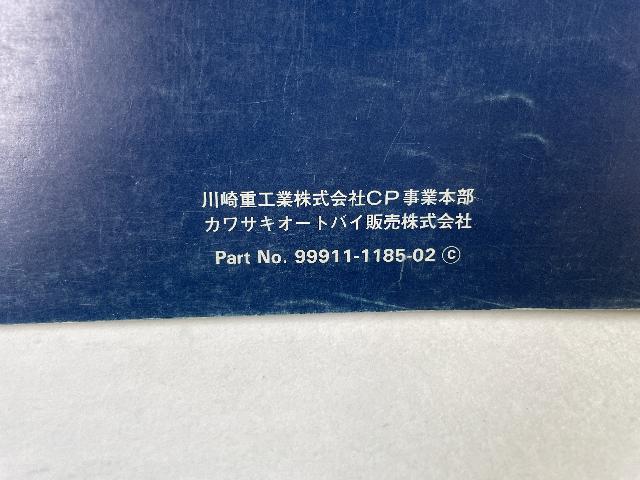 川崎重工業株式会社CP事業本部
カワサキオートバイ販売株式会社
Part No. 99911-1185-02 ©